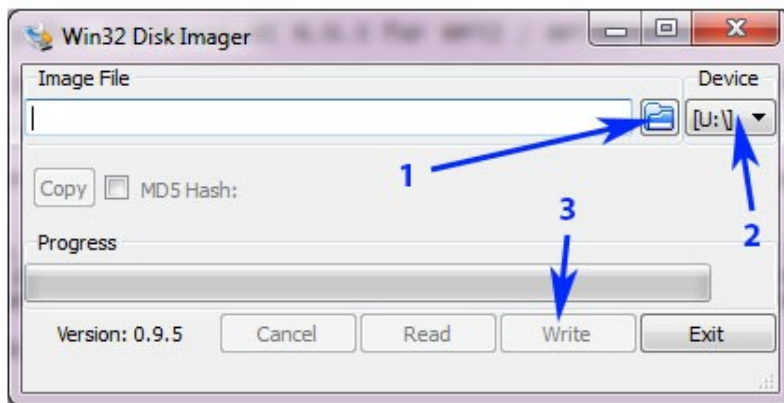 Win32 Disk Imager
Image File
Device
[U:\]
1
Copy
MD5 Hash:
3
2
Progress
Version: 0.9.5
Cancel
Read
Write
Exit